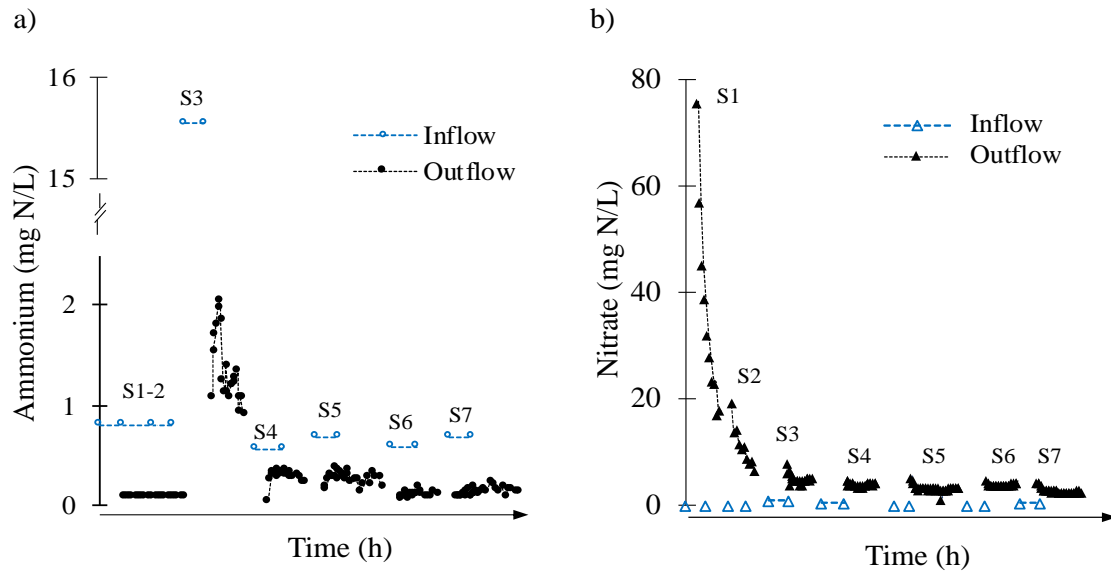 a)
Ammonium (mg N/L)
16
15
2
1
0
S3
Inflow
Outflow
S1-2
S4
S5
S6
S7
Time (h)
b)
Nitrate (mg N/L)
80
60
40
20
0
S1
Inflow
Outflow
S2
S3
S4
S5
S6
S7
Time (h)